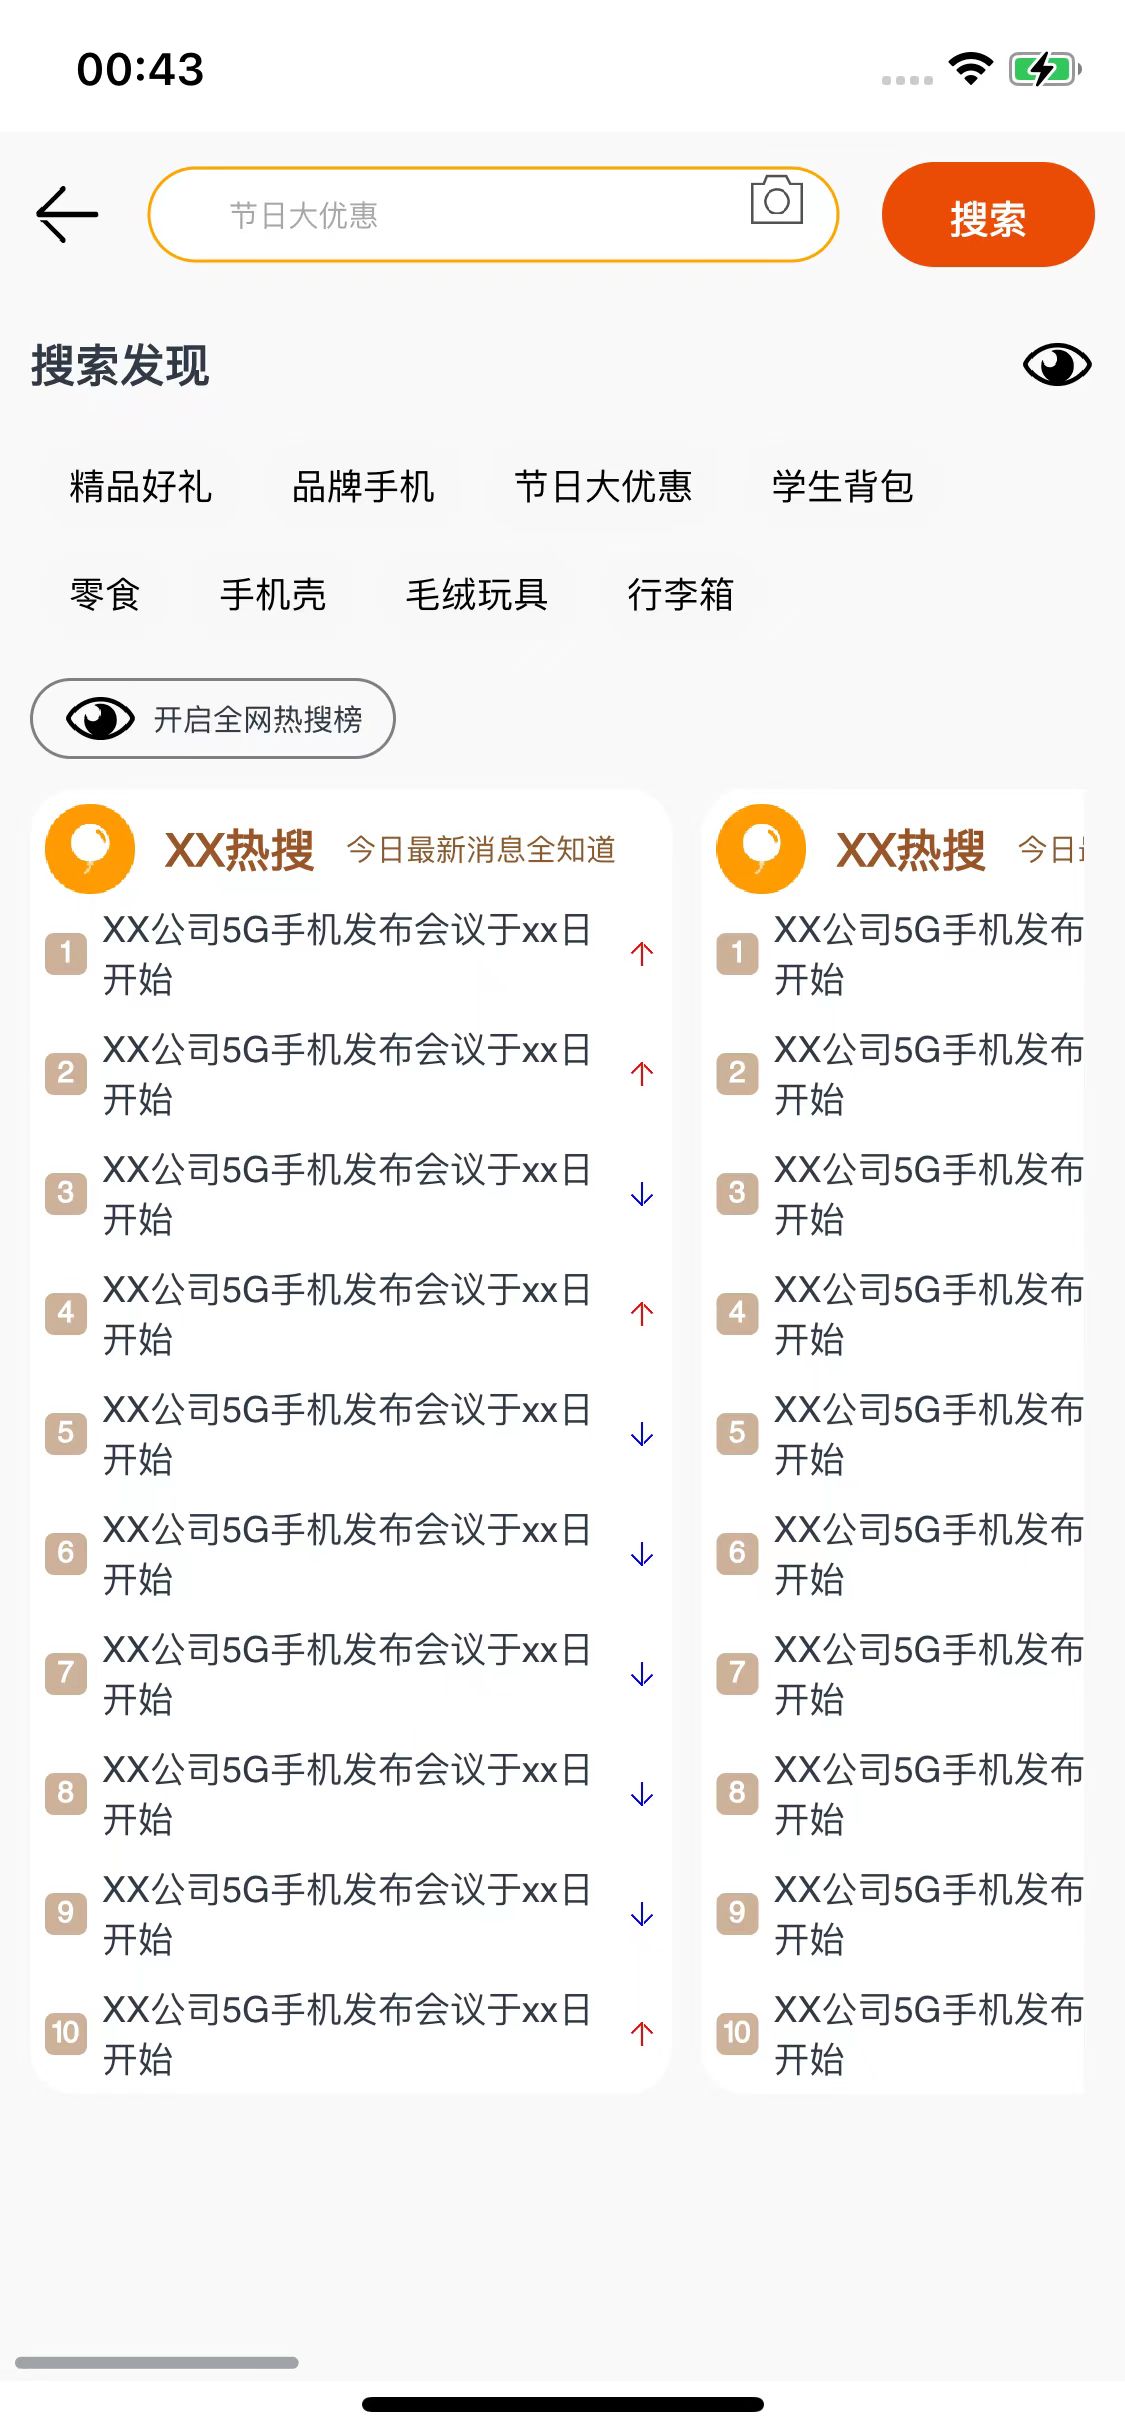 00:43
节日大优惠
搜索
搜索发现
精品好礼 品牌手机 节日大优惠 学生背包
零食 手机壳 毛绒玩具 行李箱
开启全网热搜榜
XX热搜 今日最新消息全知道
1 XX公司5G手机发布会议于xx日
开始
2 XX公司5G手机发布会议于xx日
开始
3 XX公司5G手机发布会议于xx日
开始
4 XX公司5G手机发布会议于xx日
开始
5 XX公司5G手机发布会议于xx日
开始
6 XX公司5G手机发布会议于xx日
开始
7 XX公司5G手机发布会议于xx日
开始
8 XX公司5G手机发布会议于xx日
开始
9 XX公司5G手机发布会议于xx日
开始
10 XX公司5G手机发布会议于xx日
开始
XX热搜 今日
1 XX公司5G手机发布
开始
2 XX公司5G手机发布
开始
3 XX公司5G手机发布
开始
4 XX公司5G手机发布
开始
5 XX公司5G手机发布
开始
6 XX公司5G手机发布
开始
7 XX公司5G手机发布
开始
8 XX公司5G手机发布
开始
9 XX公司5G手机发布
开始
10 XX公司5G手机发布
开始